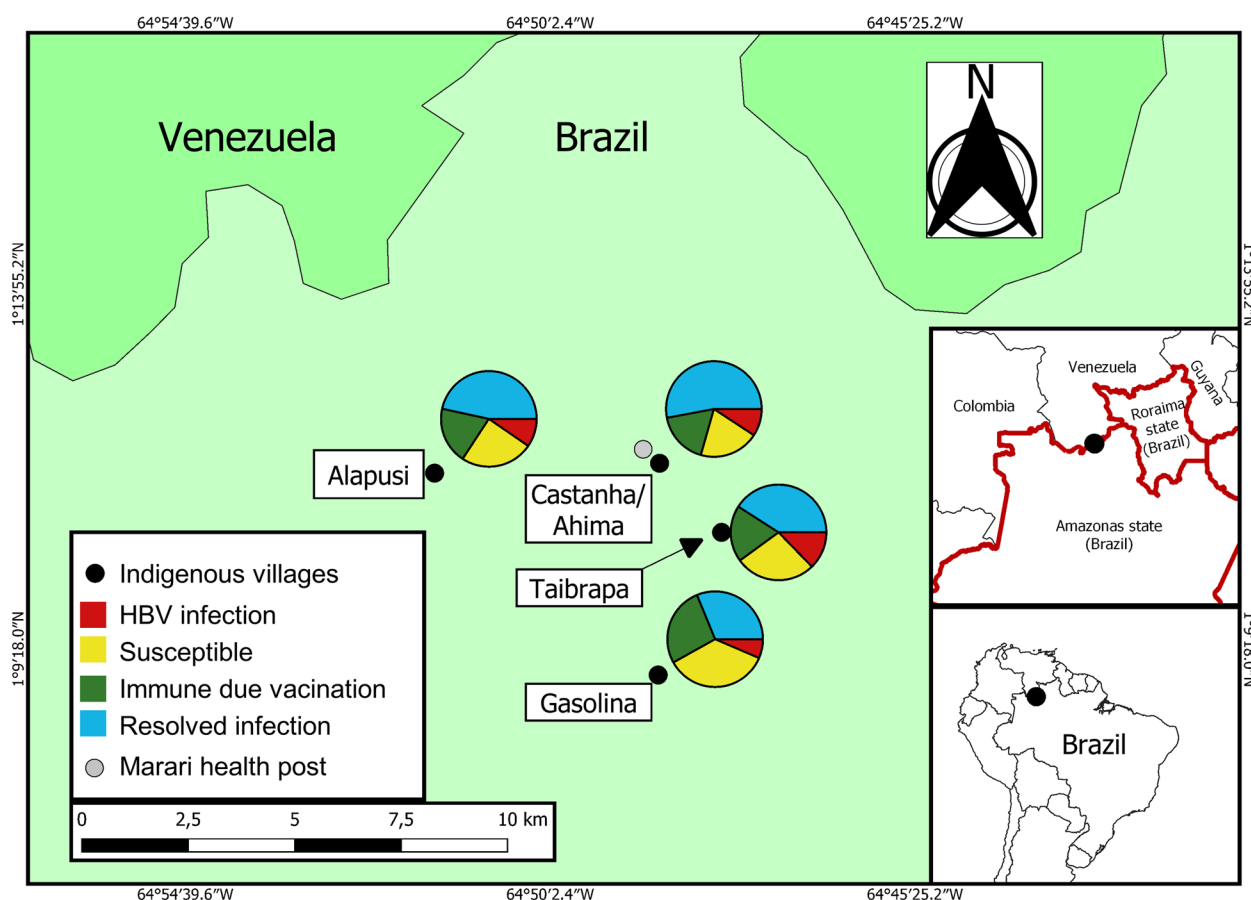 64°54'39.6"W 64°50'2.4"W 64°45'25.2"W
Venezuela
Brazil
N
1°13'55.2"N
1°13'55.2"N
Venezuela
Guyana
Colombia
Roraima
state
(Brazil)
Amazonas state
(Brazil)
Alapusi
Castanha/
Ahima
Taibrapa
Gasolina
Indigenous villages
HBV infection
Susceptible
Immune due vacination
Resolved infection
Marari health post
0 2,5 5 7,5 10 km
1°9'18.0"N
1°9'18.0"N
Brazil
64°54'39.6"W 64°50'2.4"W 64°45'25.2"W